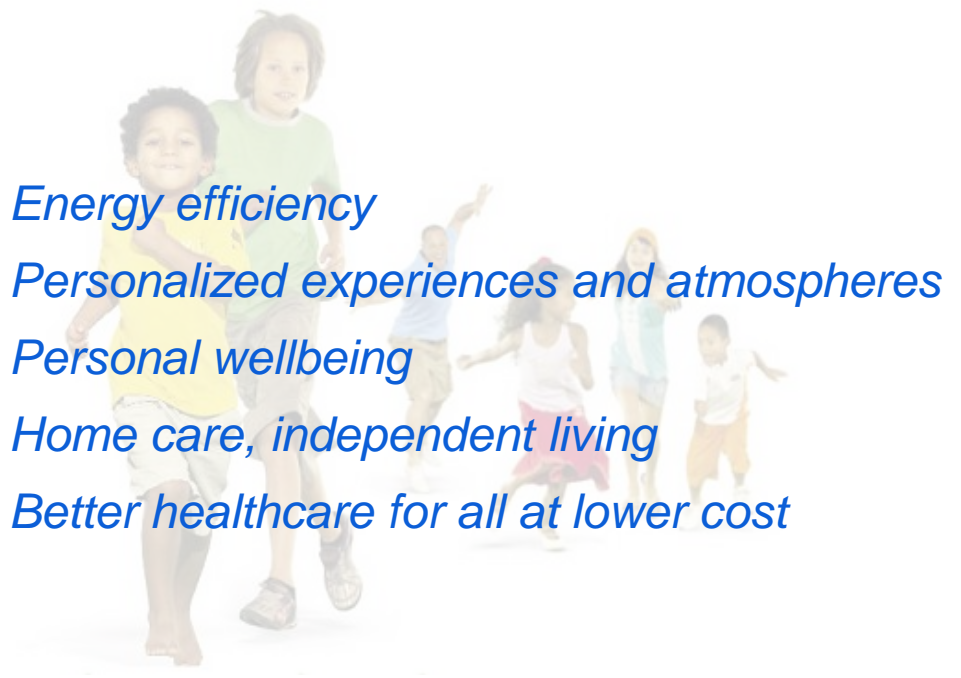 Energy efficiency
Personalized experiences and atmospheres
Personal wellbeing
Home care, independent living
Better healthcare for all at lower cost